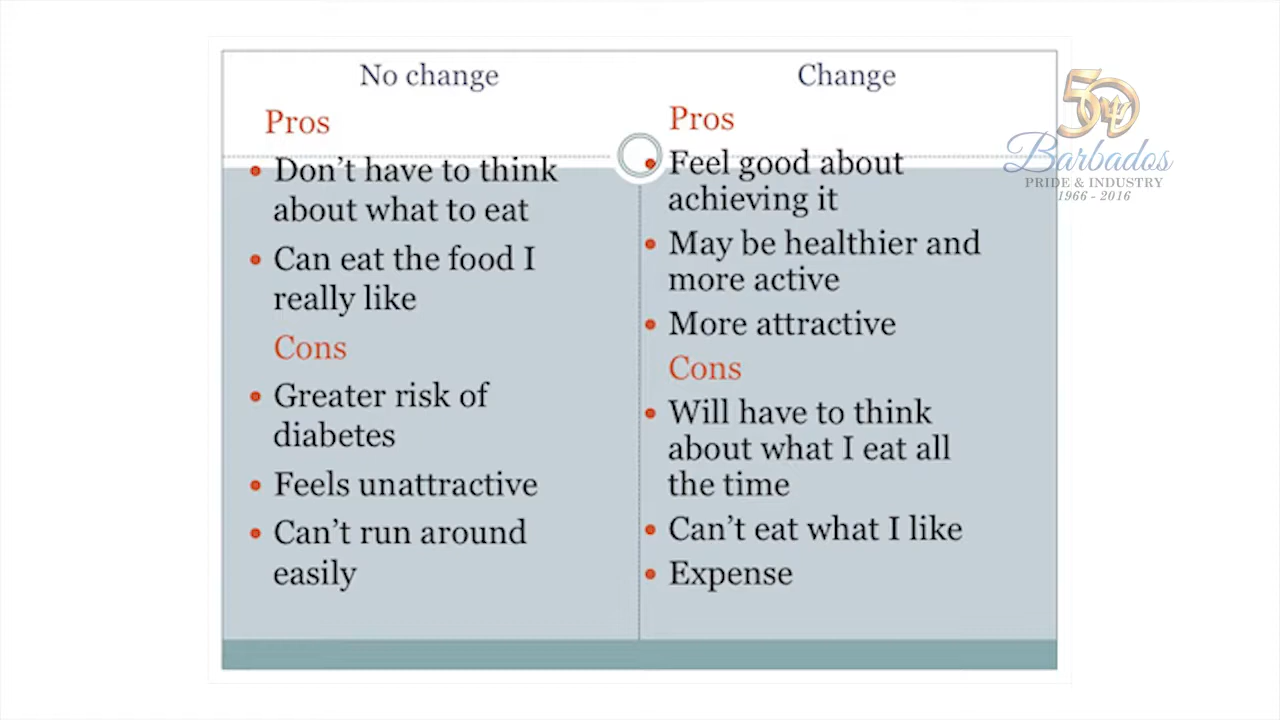 No change
Pros
Don't have to think
about what to eat
Can eat the food I
really like
Cons
Greater risk of
diabetes
Feels unattractive
Can't run around
easily
Change
Pros
Feel good about
achieving it
May be healthier and
more active
More attractive
Cons
Will have to think
about what I eat all
the time
Can't eat what I like
Expense
50
Barbados
PRIDE & INDUSTRY
1966 - 2016